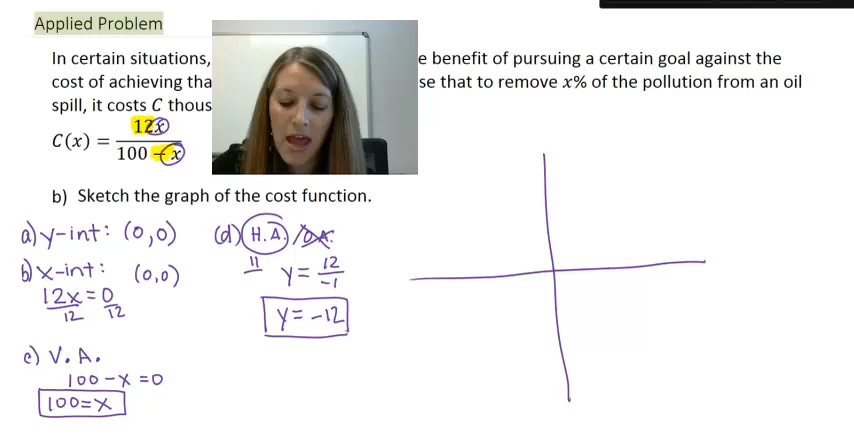 Applied Problem
In certain situations, e benefit of pursuing a certain goal against the
cost of achieving tha se that to remove x% of the pollution from an oil
spill, it costs C thous
C(x) = 12x / 100 − x
b) Sketch the graph of the cost function.
a) y-int: (0,0)
b) x-int: (0,0)
12x = 0
12 12
c) V.A.
100 − x = 0
100 = x
(d) H.A. / O.A.
y = 12 / −1
y = −12